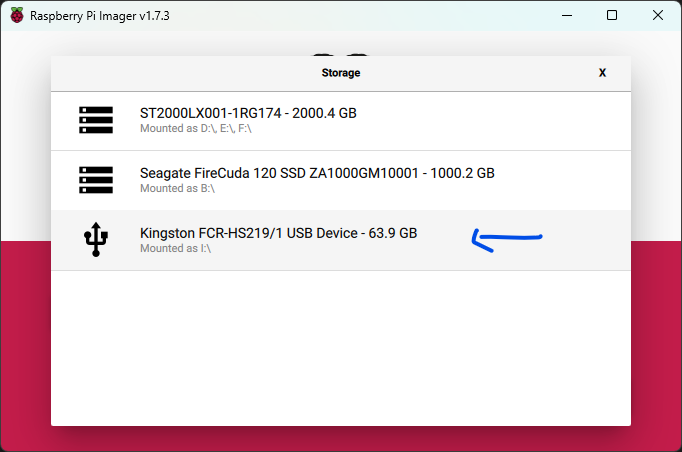 Raspberry Pi Imager v1.7.3
Storage
X
ST2000LX001-1RG174 - 2000.4 GB
Mounted as D:\, E:\, F:\
Seagate FireCuda 120 SSD ZA1000GM10001 - 1000.2 GB
Mounted as B:\
Kingston FCR-HS219/1 USB Device - 63.9 GB
Mounted as I:\